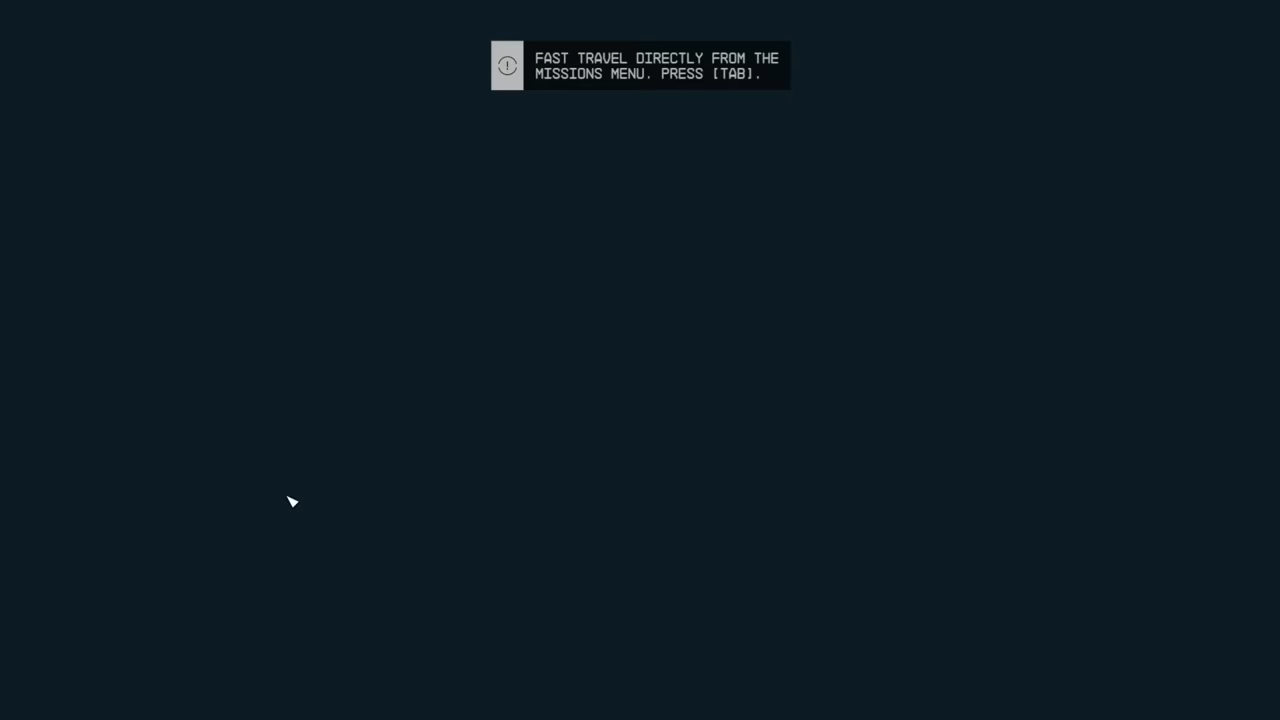 FAST TRAVEL DIRECTLY FROM THE
MISSIONS MENU. PRESS [TAB].